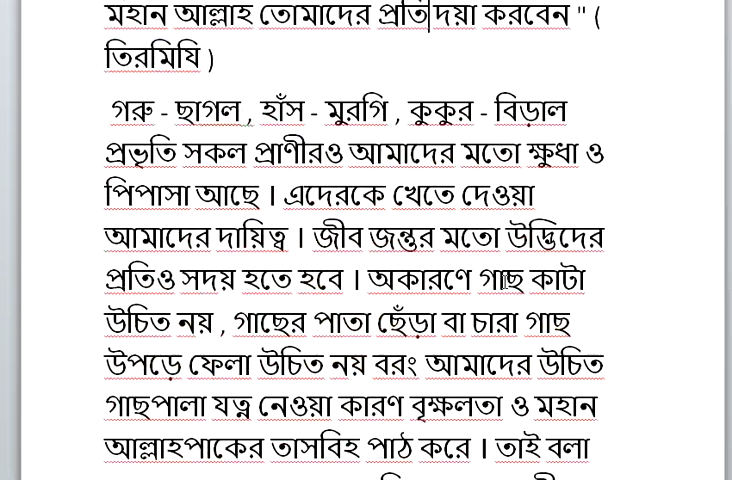 মহান আল্লাহ তোমাদের প্রতি দয়া করবেন " (
তিরমিযি )
গরু - ছাগল , হাঁস - মুরগি , কুকুর - বিড়াল
প্রভৃতি সকল প্রাণীরও আমাদের মতো ক্ষুধা ও
পিপাসা আছে । এদেরকে খেতে দেওয়া
আমাদের দায়িত্ব । জীব জন্তুর মতো উদ্ভিদের
প্রতিও সদয় হতে হবে । অকারণে গাছ কাটা
উচিত নয় , গাছের পাতা ছেঁড়া বা চারা গাছ
উপড়ে ফেলা উচিত নয় বরং আমাদের উচিত
গাছপালা যত্ন নেওয়া কারণ বৃক্ষলতা ও মহান
আল্লাহপাকের তাসবিহ পাঠ করে । তাই বলা